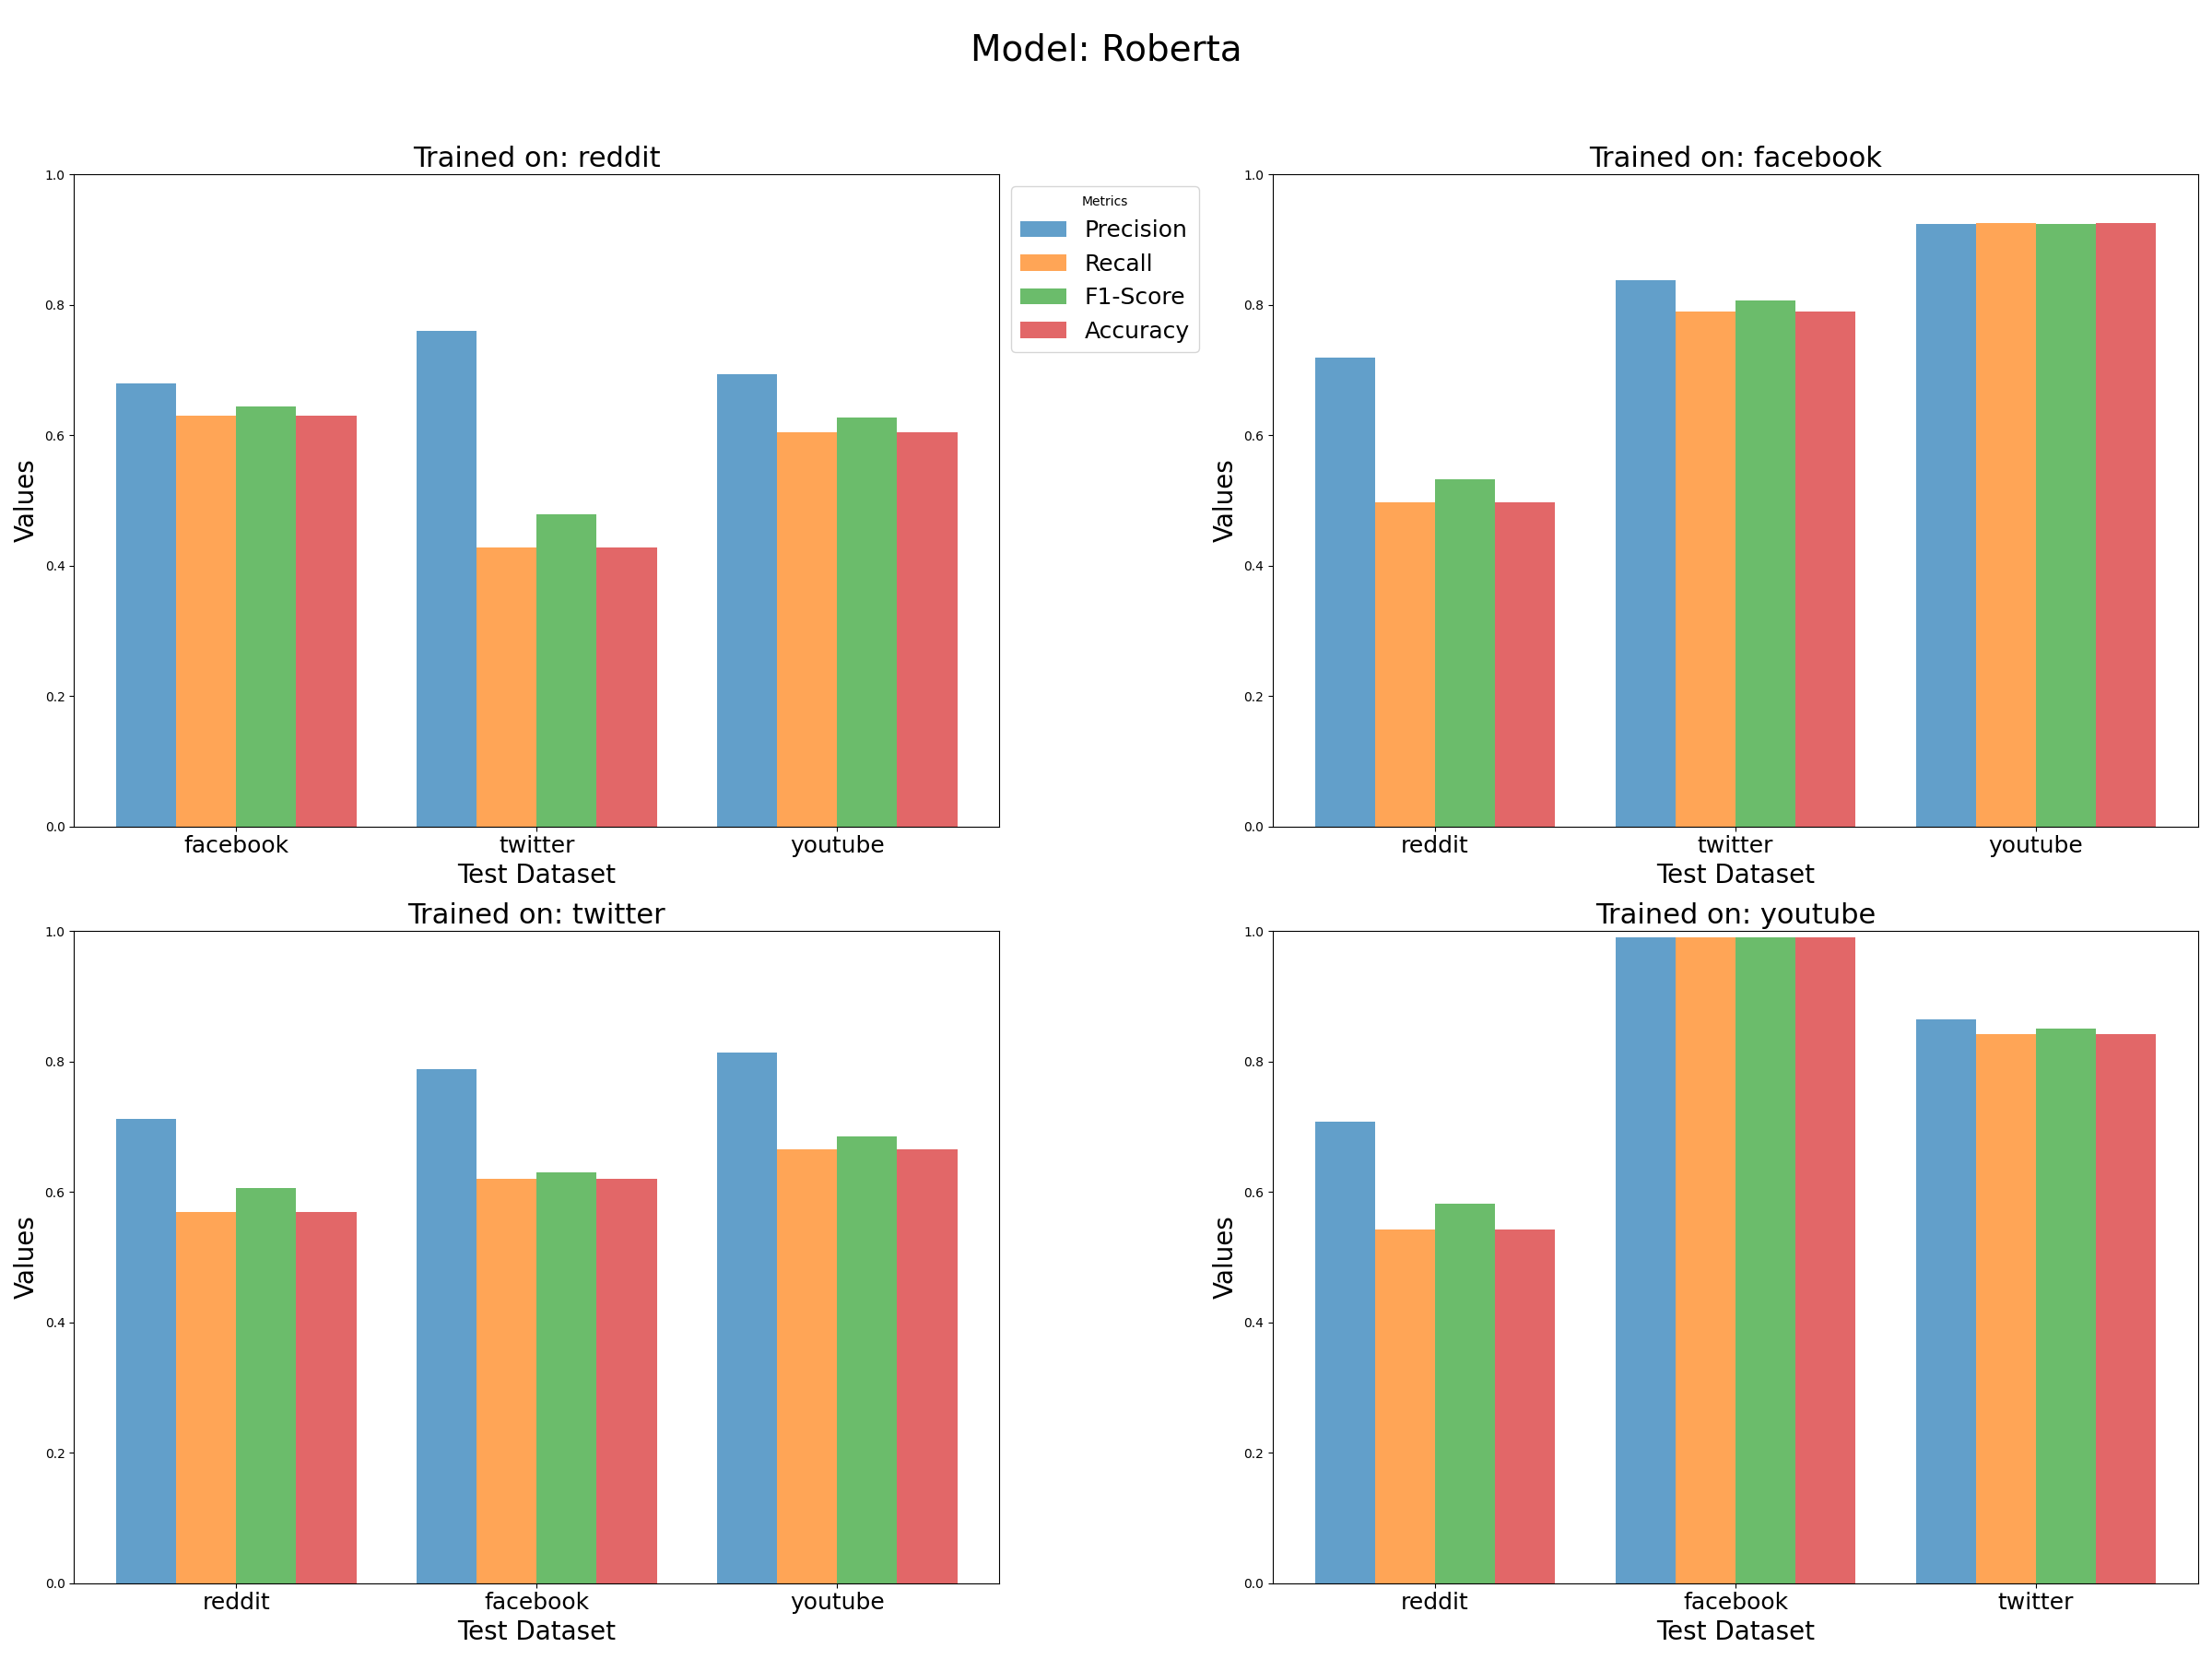 Model: Roberta
Trained on: reddit
1.0
0.8
0.6
0.4
0.2
0.0
Values
facebook twitter youtube
Test Dataset
Metrics
Precision
Recall
F1-Score
Accuracy
Trained on: facebook
1.0
0.8
0.6
0.4
0.2
0.0
Values
reddit twitter youtube
Test Dataset
Trained on: twitter
1.0
0.8
0.6
0.4
0.2
0.0
Values
reddit facebook youtube
Test Dataset
Trained on: youtube
1.0
0.8
0.6
0.4
0.2
0.0
Values
reddit facebook twitter
Test Dataset